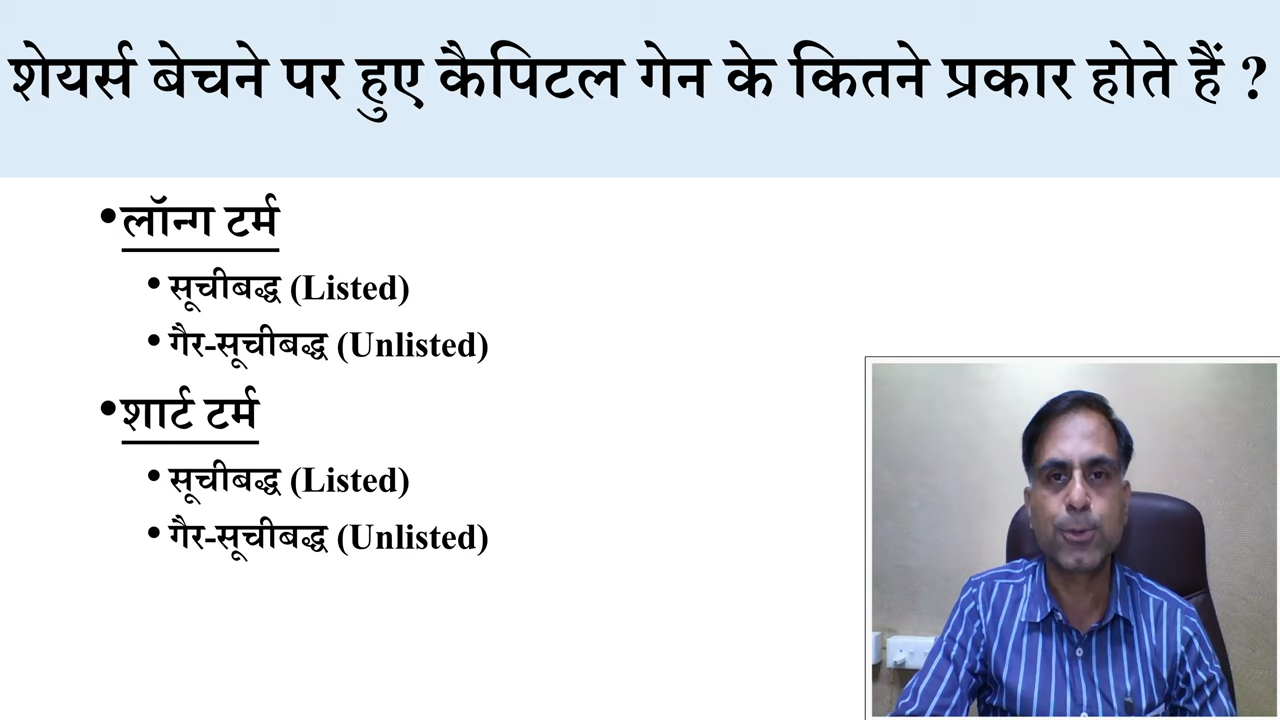 शेयर्स बेचने पर हुए कैपिटल गेन के कितने प्रकार होते हैं ?
•लॉन्ग टर्म
•सूचीबद्ध (Listed)
•गैर-सूचीबद्ध (Unlisted)
•शार्ट टर्म
•सूचीबद्ध (Listed)
•गैर-सूचीबद्ध (Unlisted)